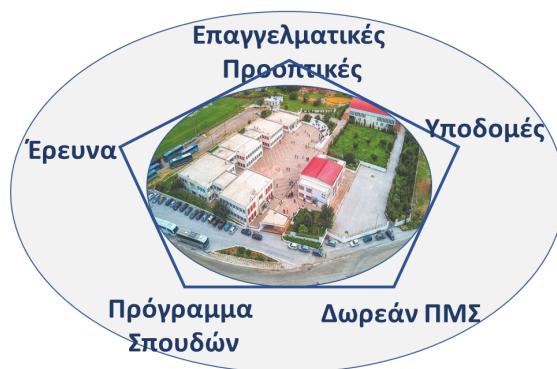 Επαγγελματικές
Προοπτικές
Έρευνα
Υποδομές
Πρόγραμμα
Σπουδών
Δωρεάν ΠΜΣ